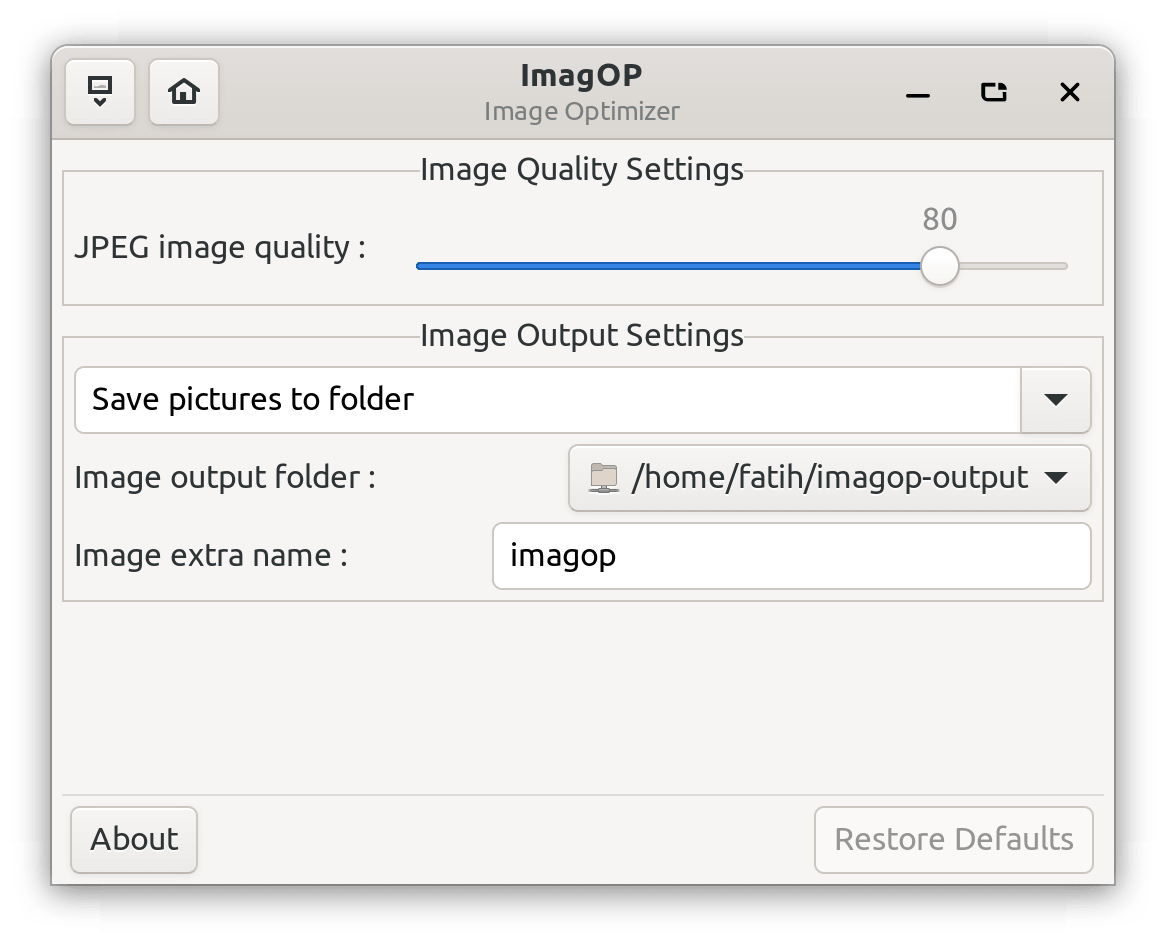 ImagOP
Image Optimizer
Image Quality Settings
JPEG image quality :
80
Image Output Settings
Save pictures to folder
Image output folder :
/home/fatih/imagop-output
Image extra name :
imagop
About
Restore Defaults